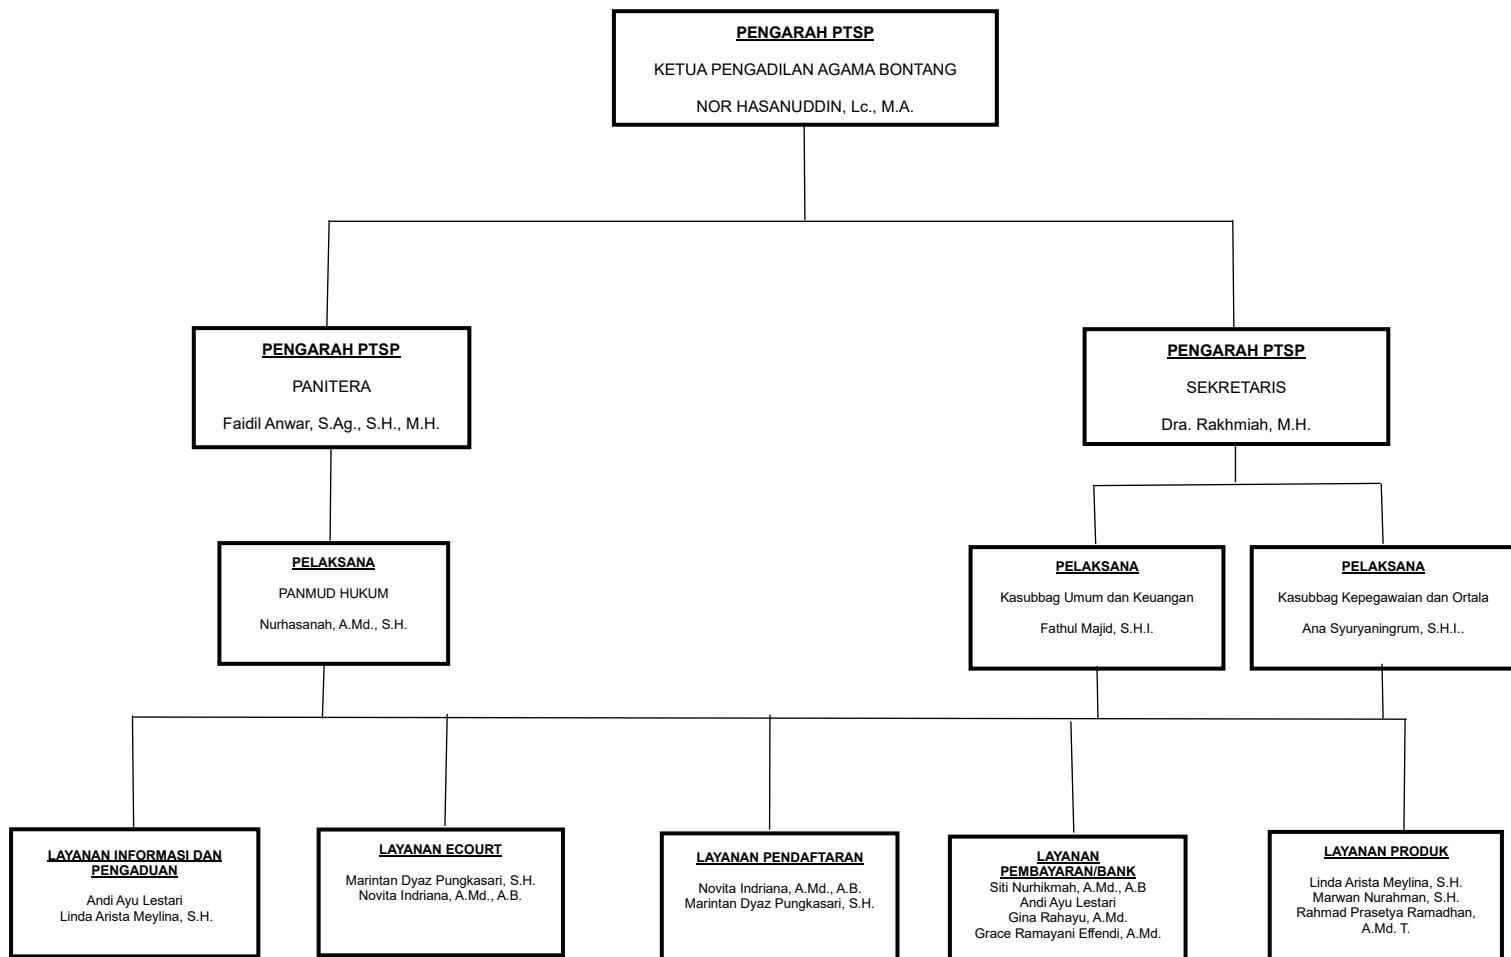 PENGARAH PTSP
KETUA PENGADILAN AGAMA BONTANG
NOR HASANUDDIN, Lc., M.A.
PENGARAH PTSP
PANITERA
Faidil Anwar, S.Ag., S.H., M.H.
PENGARAH PTSP
SEKRETARIS
Dra. Rakhmiah, M.H.
PELAKSANA
PANMUD HUKUM
Nurhasanah, A.Md., S.H.
PELAKSANA
Kasubbag Umum dan Keuangan
Fathul Majid, S.H.I.
PELAKSANA
Kasubbag Kepegawaian dan Ortala
Ana Syuryaningrum, S.H.I..
LAYANAN INFORMASI DAN
PENGADUAN
Andi Ayu Lestari
Linda Arista Meylina, S.H.
LAYANAN ECOURT
Marintan Dyaz Pungkasari, S.H.
Novita Indriana, A.Md., A.B.
LAYANAN PENDAFTARAN
Novita Indriana, A.Md., A.B.
Marintan Dyaz Pungkasari, S.H.
LAYANAN
PEMBAYARAN/BANK
Siti Nurhikmah, A.Md., A.B
Andi Ayu Lestari
Gina Rahayu, A.Md.
Grace Ramayani Effendi, A.Md.
LAYANAN PRODUK
Linda Arista Meylina, S.H.
Marwan Nurahman, S.H.
Rahmad Prasetya Ramadhan,
A.Md. T.